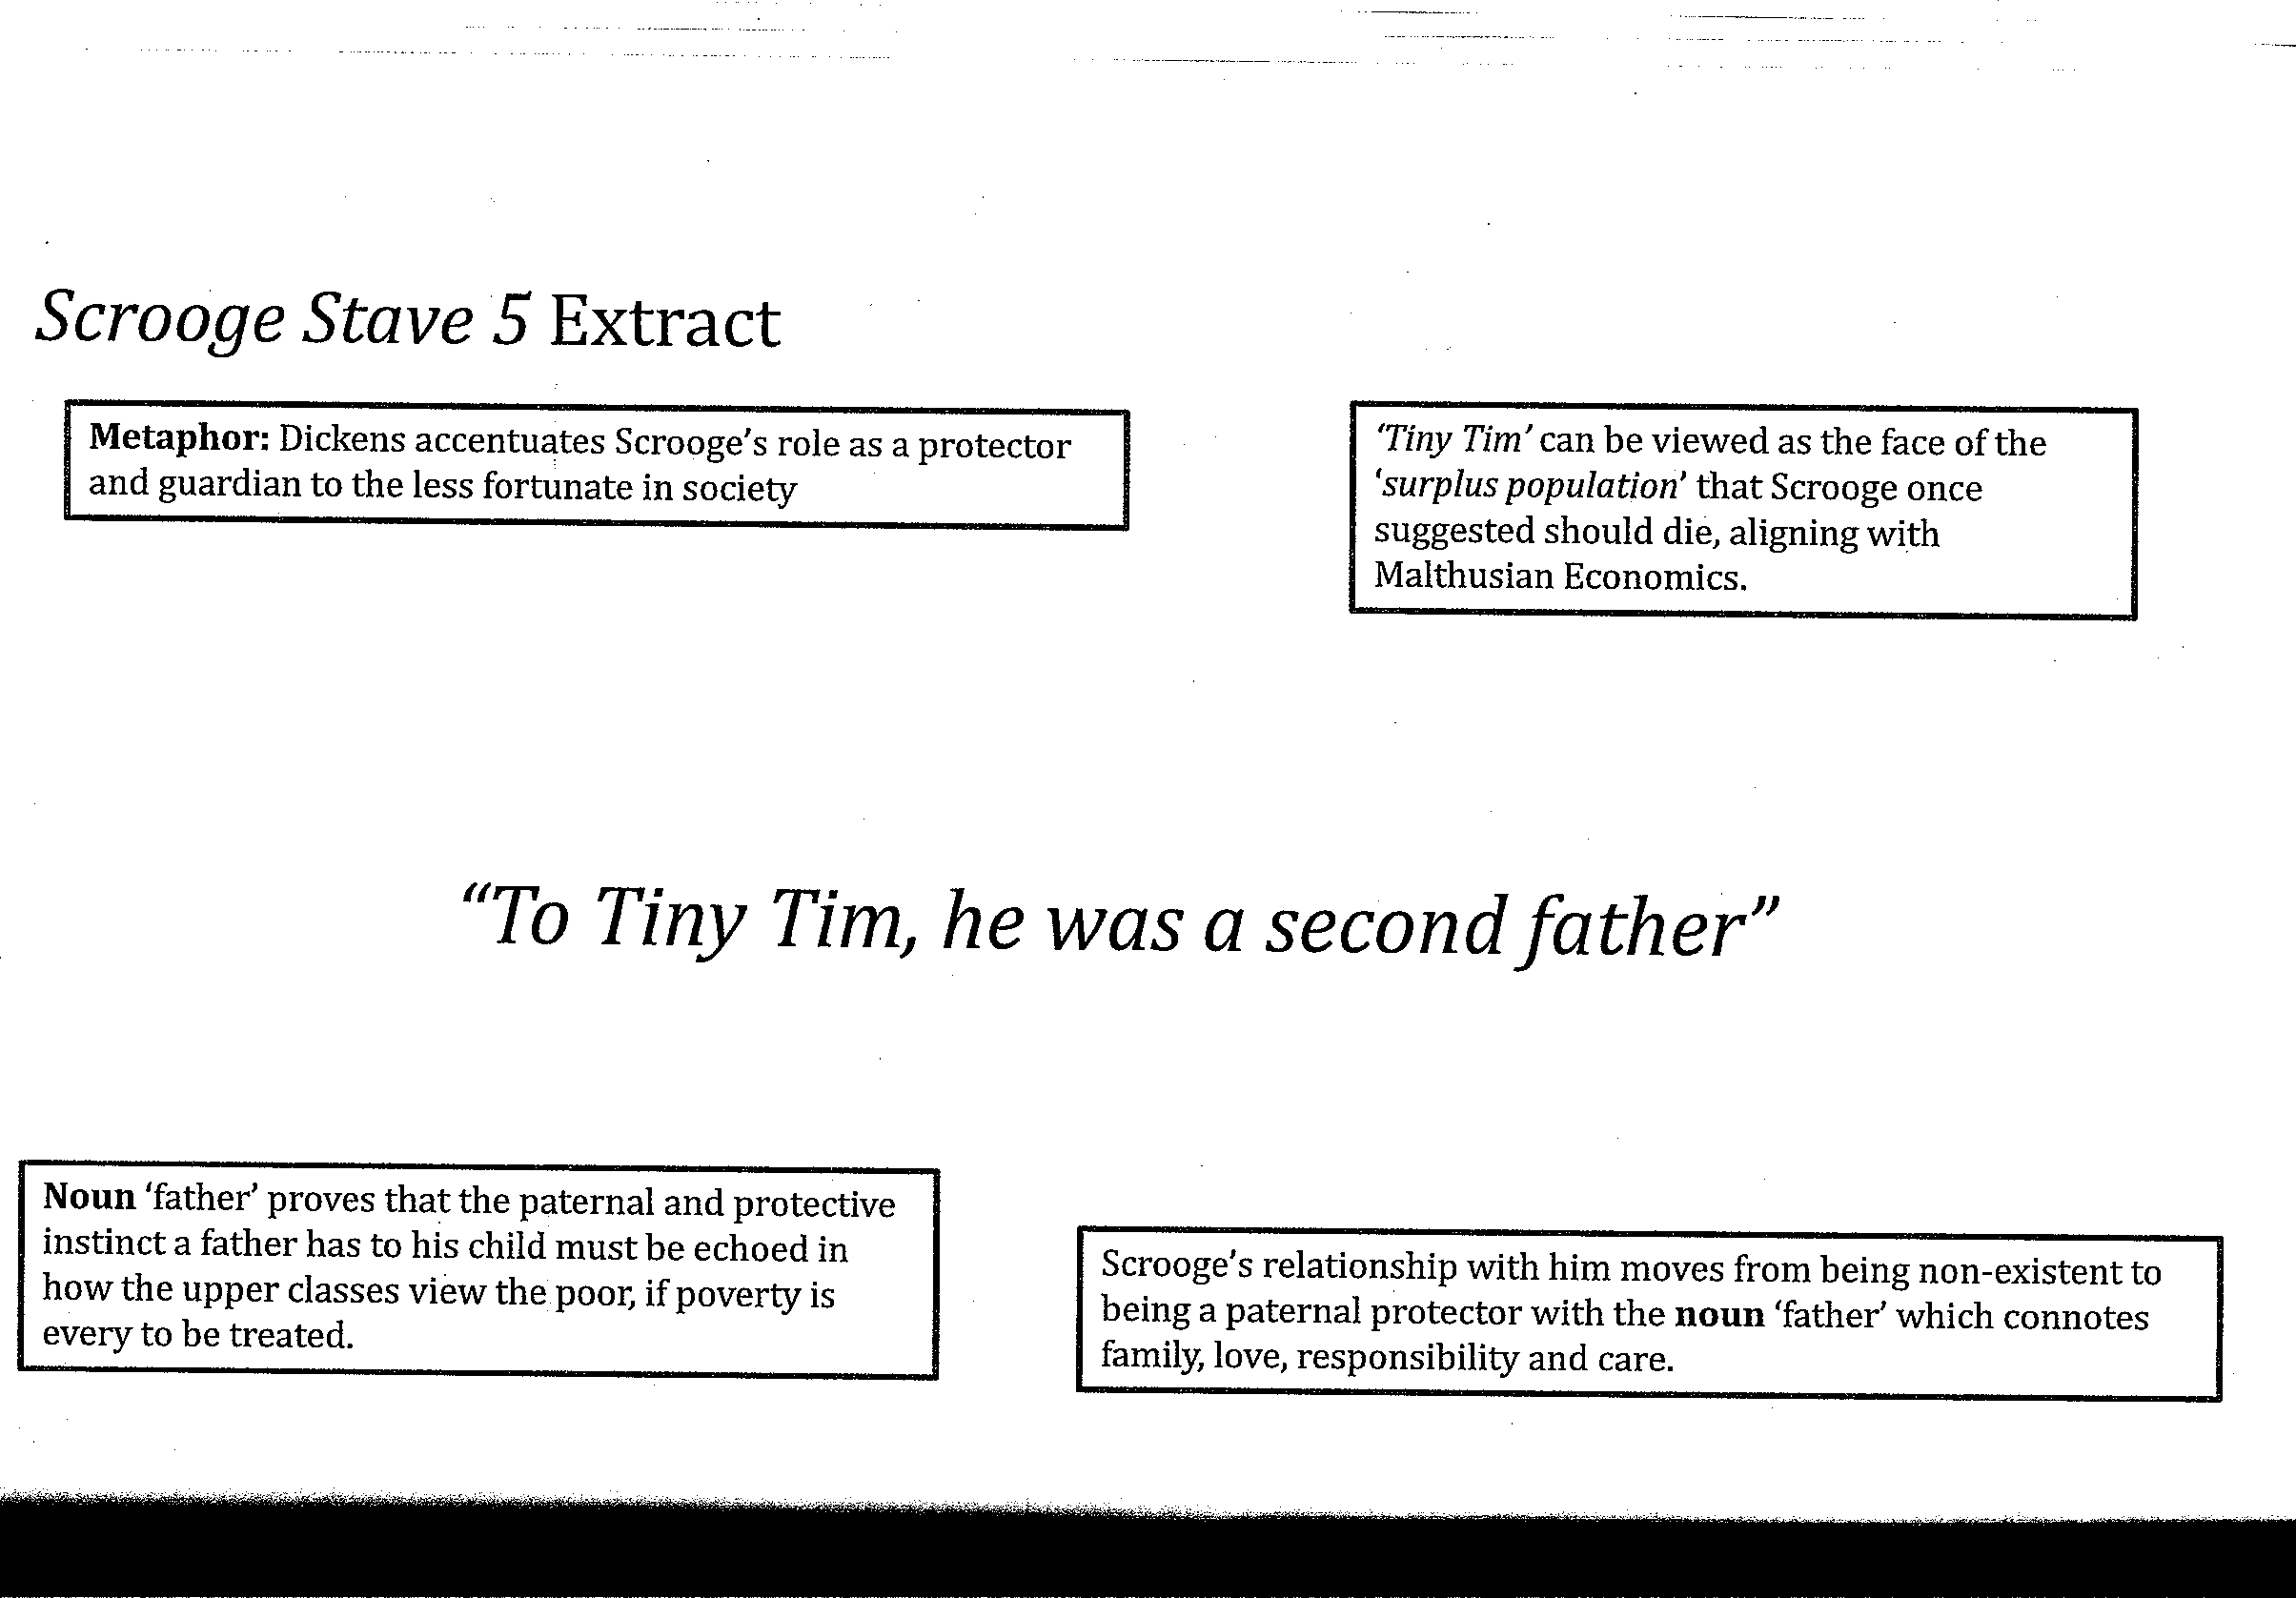 Scrooge Stave 5 Extract
Metaphor: Dickens accentuates Scrooge’s role as a protector
and guardian to the less fortunate in society
‘Tiny Tim’ can be viewed as the face of the
‘surplus population’ that Scrooge once
suggested should die, aligning with
Malthusian Economics.
“To Tiny Tim, he was a second father”
Noun ‘father’ proves that the paternal and protective
instinct a father has to his child must be echoed in
how the upper classes view the poor, if poverty is
every to be treated.
Scrooge’s relationship with him moves from being non-existent to
being a paternal protector with the noun ‘father’ which connotes
family, love, responsibility and care.